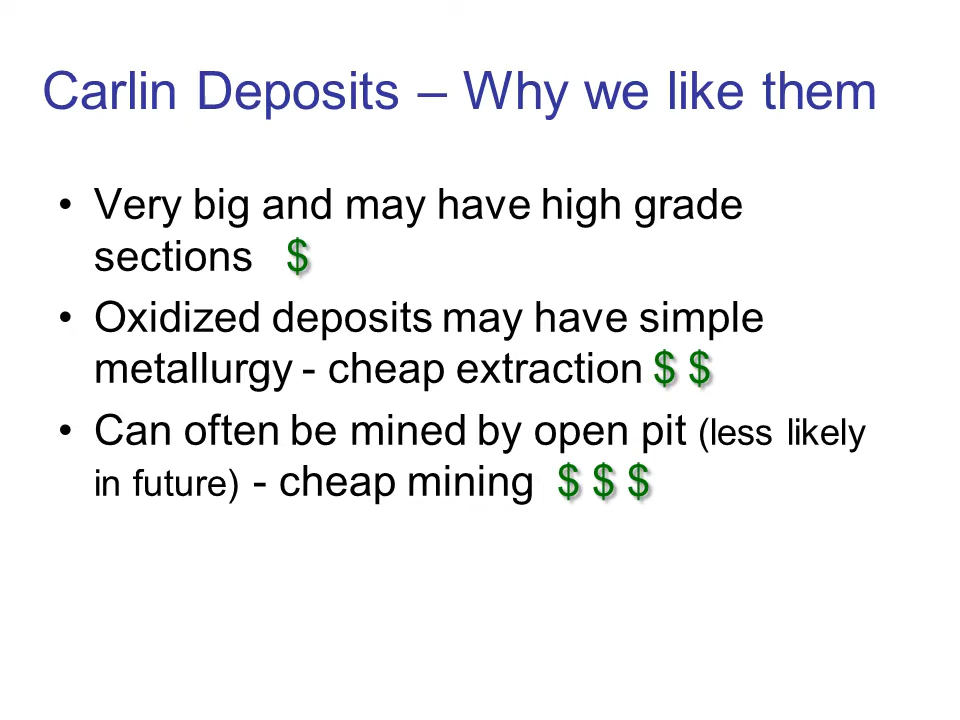 Carlin Deposits – Why we like them
• Very big and may have high grade
sections $
• Oxidized deposits may have simple
metallurgy - cheap extraction $ $
• Can often be mined by open pit (less likely
in future) - cheap mining $ $ $